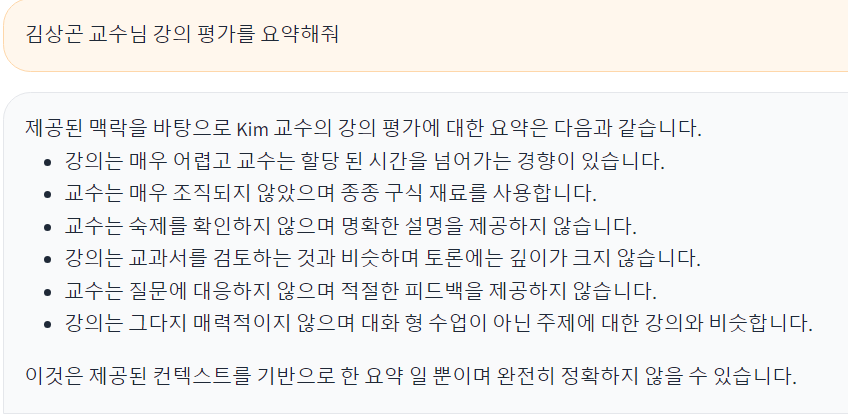 김상곤 교수님 강의 평가를 요약해줘
제공된 맥락을 바탕으로 Kim 교수의 강의 평가에 대한 요약은 다음과 같습니다.
• 강의는 매우 어렵고 교수는 할당 된 시간을 넘어가는 경향이 있습니다.
• 교수는 매우 조직되지 않았으며 종종 구식 재료를 사용합니다.
• 교수는 숙제를 확인하지 않으며 명확한 설명을 제공하지 않습니다.
• 강의는 교과서를 검토하는 것과 비슷하며 토론에는 깊이가 크지 않습니다.
• 교수는 질문에 대응하지 않으며 적절한 피드백을 제공하지 않습니다.
• 강의는 그다지 매력적이지 않으며 대화 형 수업이 아닌 주제에 대한 강의와 비슷합니다.
이것은 제공된 컨텍스트를 기반으로 한 요약 일 뿐이며 완전히 정확하지 않을 수 있습니다.